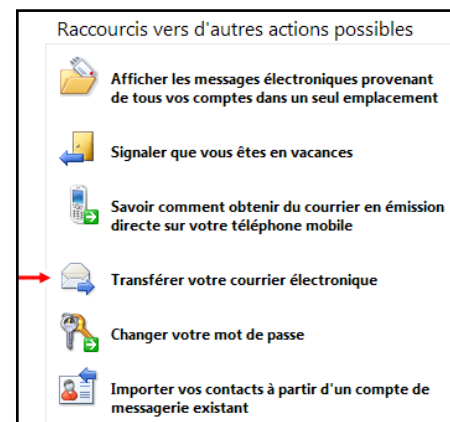 Raccourcis vers d'autres actions possibles
Afficher les messages électroniques provenant
de tous vos comptes dans un seul emplacement
Signaler que vous êtes en vacances
Savoir comment obtenir du courrier en émission
directe sur votre téléphone mobile
Transférer votre courrier électronique
Changer votre mot de passe
Importer vos contacts à partir d'un compte de
messagerie existant